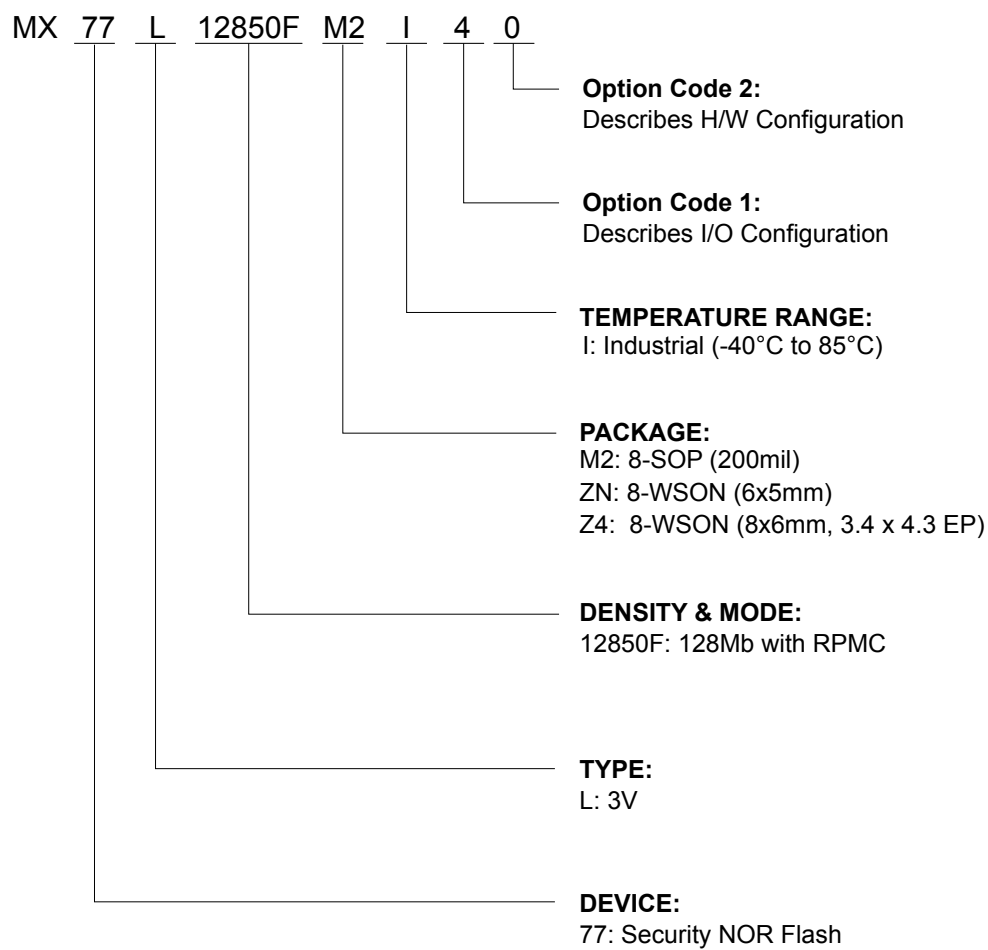 MX 77 L 12850F M2 I 4 0
Option Code 2:
Describes H/W Configuration
Option Code 1:
Describes I/O Configuration
TEMPERATURE RANGE:
I: Industrial (-40°C to 85°C)
PACKAGE:
M2: 8-SOP (200mil)
ZN: 8-WSON (6x5mm)
Z4: 8-WSON (8x6mm, 3.4 x 4.3 EP)
DENSITY & MODE:
12850F: 128Mb with RPMC
TYPE:
L: 3V
DEVICE:
77: Security NOR Flash